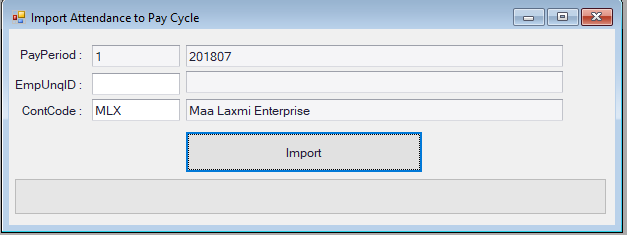 Import Attendance to Pay Cycle
PayPeriod : 1 201807
EmpUnqID :
ContCode : MLX Maa Laxmi Enterprise
Import